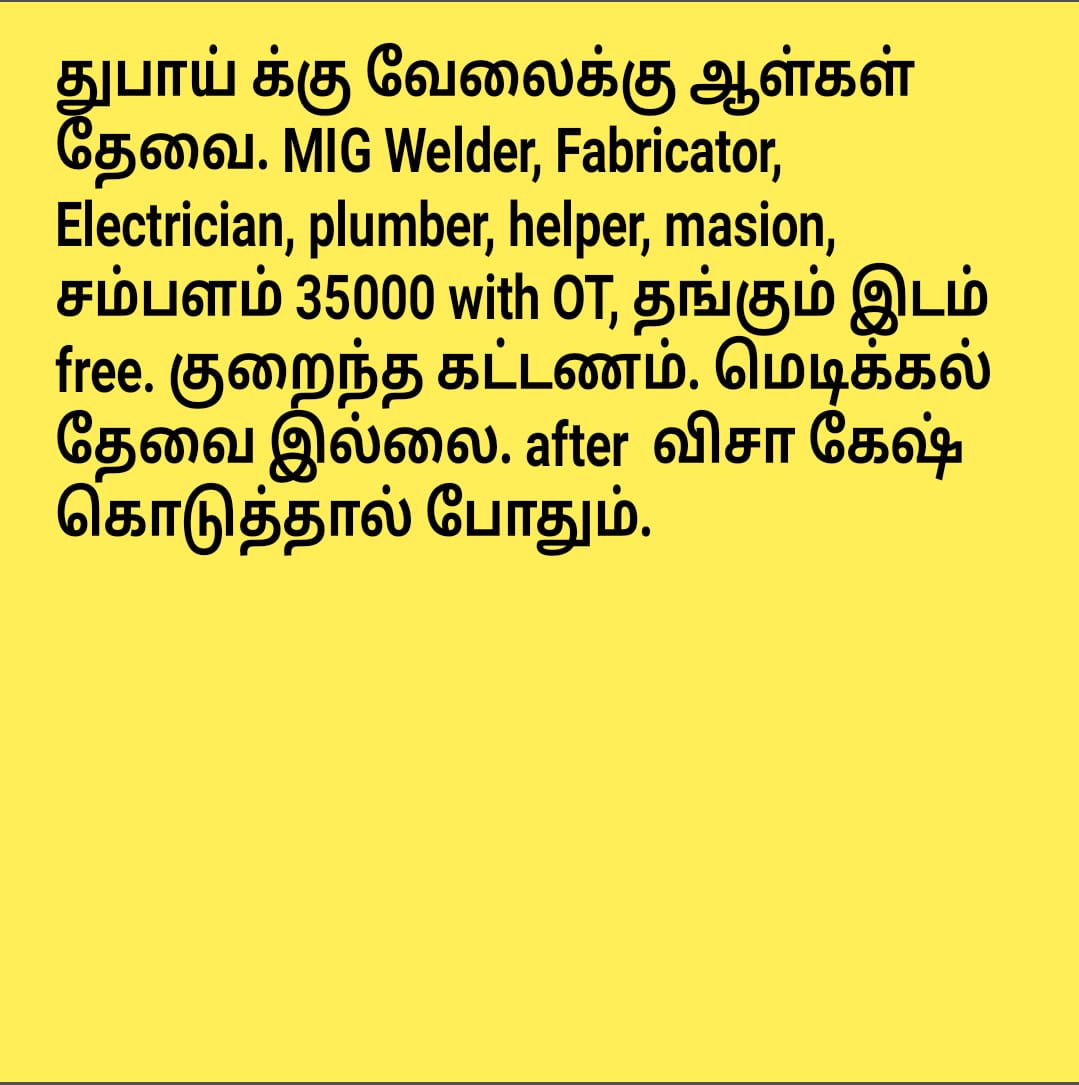 துபாய் க்கு வேலைக்கு ஆள்கள்
தேவை. MIG Welder, Fabricator,
Electrician, plumber, helper, masion,
சம்பளம் 35000 with OT, தங்கும் இடம்
free. குறைந்த கட்டணம். மெடிக்கல்
தேவை இல்லை. after  விசா கேஷ்
கொடுத்தால் போதும்.